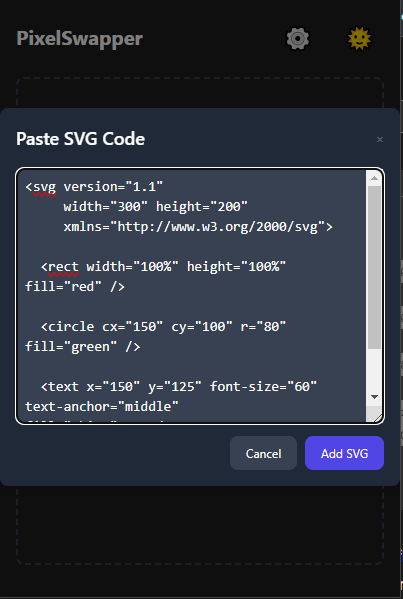 PixelSwapper
Paste SVG Code
×
<svg version="1.1"
width="300" height="200"
xmlns="http://www.w3.org/2000/svg">
<rect width="100%" height="100%"
fill="red" />
<circle cx="150" cy="100" r="80"
fill="green" />
<text x="150" y="125" font-size="60"
text-anchor="middle"
Cancel
Add SVG